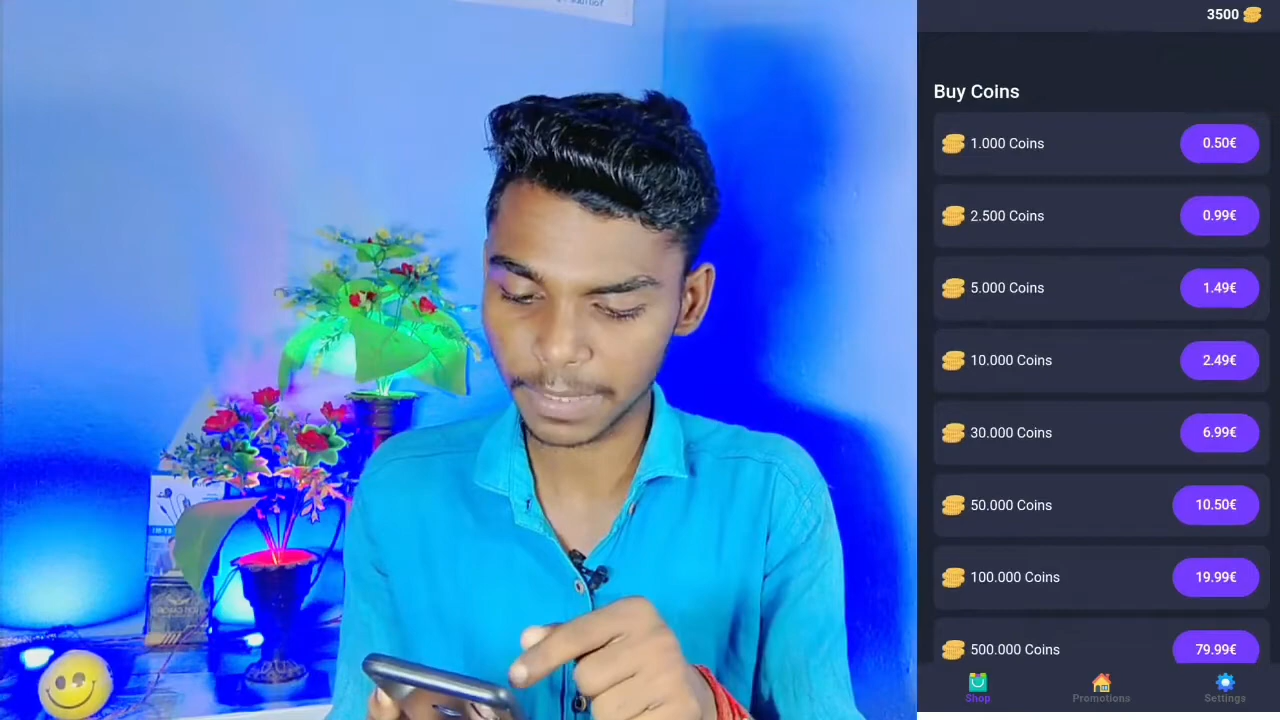 YouTube
3500
Buy Coins
1.000 Coins
0.50€
2.500 Coins
0.99€
5.000 Coins
1.49€
10.000 Coins
2.49€
30.000 Coins
6.99€
50.000 Coins
10.50€
100.000 Coins
19.99€
500.000 Coins
79.99€
Shop
Promotions
Settings